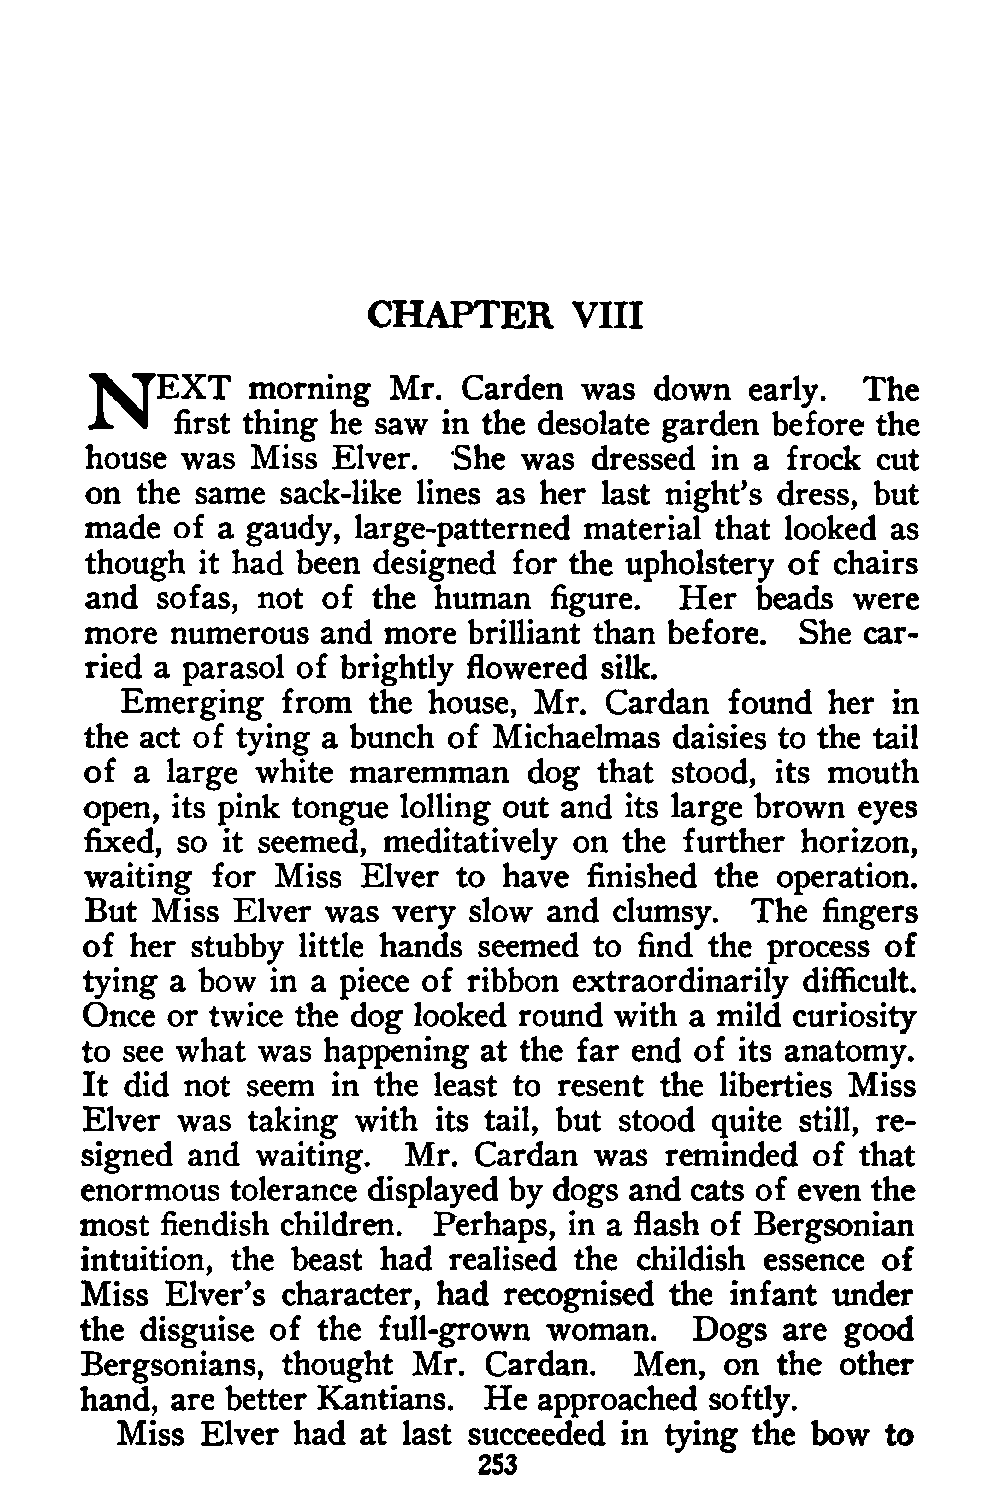 CHAPTER VIII
NEXT morning Mr. Carden was down early. The
first thing he saw in the desolate garden before the
house was Miss Elver. She was dressed in a frock cut
on the same sack-like lines as her last night's dress, but
made of a gaudy, large-patterned material that looked as
though it had been designed for the upholstery of chairs
and sofas, not of the human figure. Her beads were
more numerous and more brilliant than before. She car-
ried a parasol of brightly flowered silk.
Emerging from the house, Mr. Cardan found her in
the act of tying a bunch of Michaelmas daisies to the tail
of a large white maremman dog that stood, its mouth
open, its pink tongue lolling out and its large brown eyes
fixed, so it seemed, meditatively on the further horizon,
waiting for Miss Elver to have finished the operation.
But Miss Elver was very slow and clumsy. The fingers
of her stubby little hands seemed to find the process of
tying a bow in a piece of ribbon extraordinarily difficult.
Once or twice the dog looked round with a mild curiosity
to see what was happening at the far end of its anatomy.
It did not seem in the least to resent the liberties Miss
Elver was taking with its tail, but stood quite still, re-
signed and waiting. Mr. Cardan was reminded of that
enormous tolerance displayed by dogs and cats of even the
most fiendish children. Perhaps, in a flash of Bergsonian
intuition, the beast had realised the childish essence of
Miss Elver's character, had recognised the infant under
the disguise of the full-grown woman. Dogs are good
Bergsonians, thought Mr. Cardan. Men, on the other
hand, are better Kantians. He approached softly.
Miss Elver had at last succeeded in tying the bow to
253